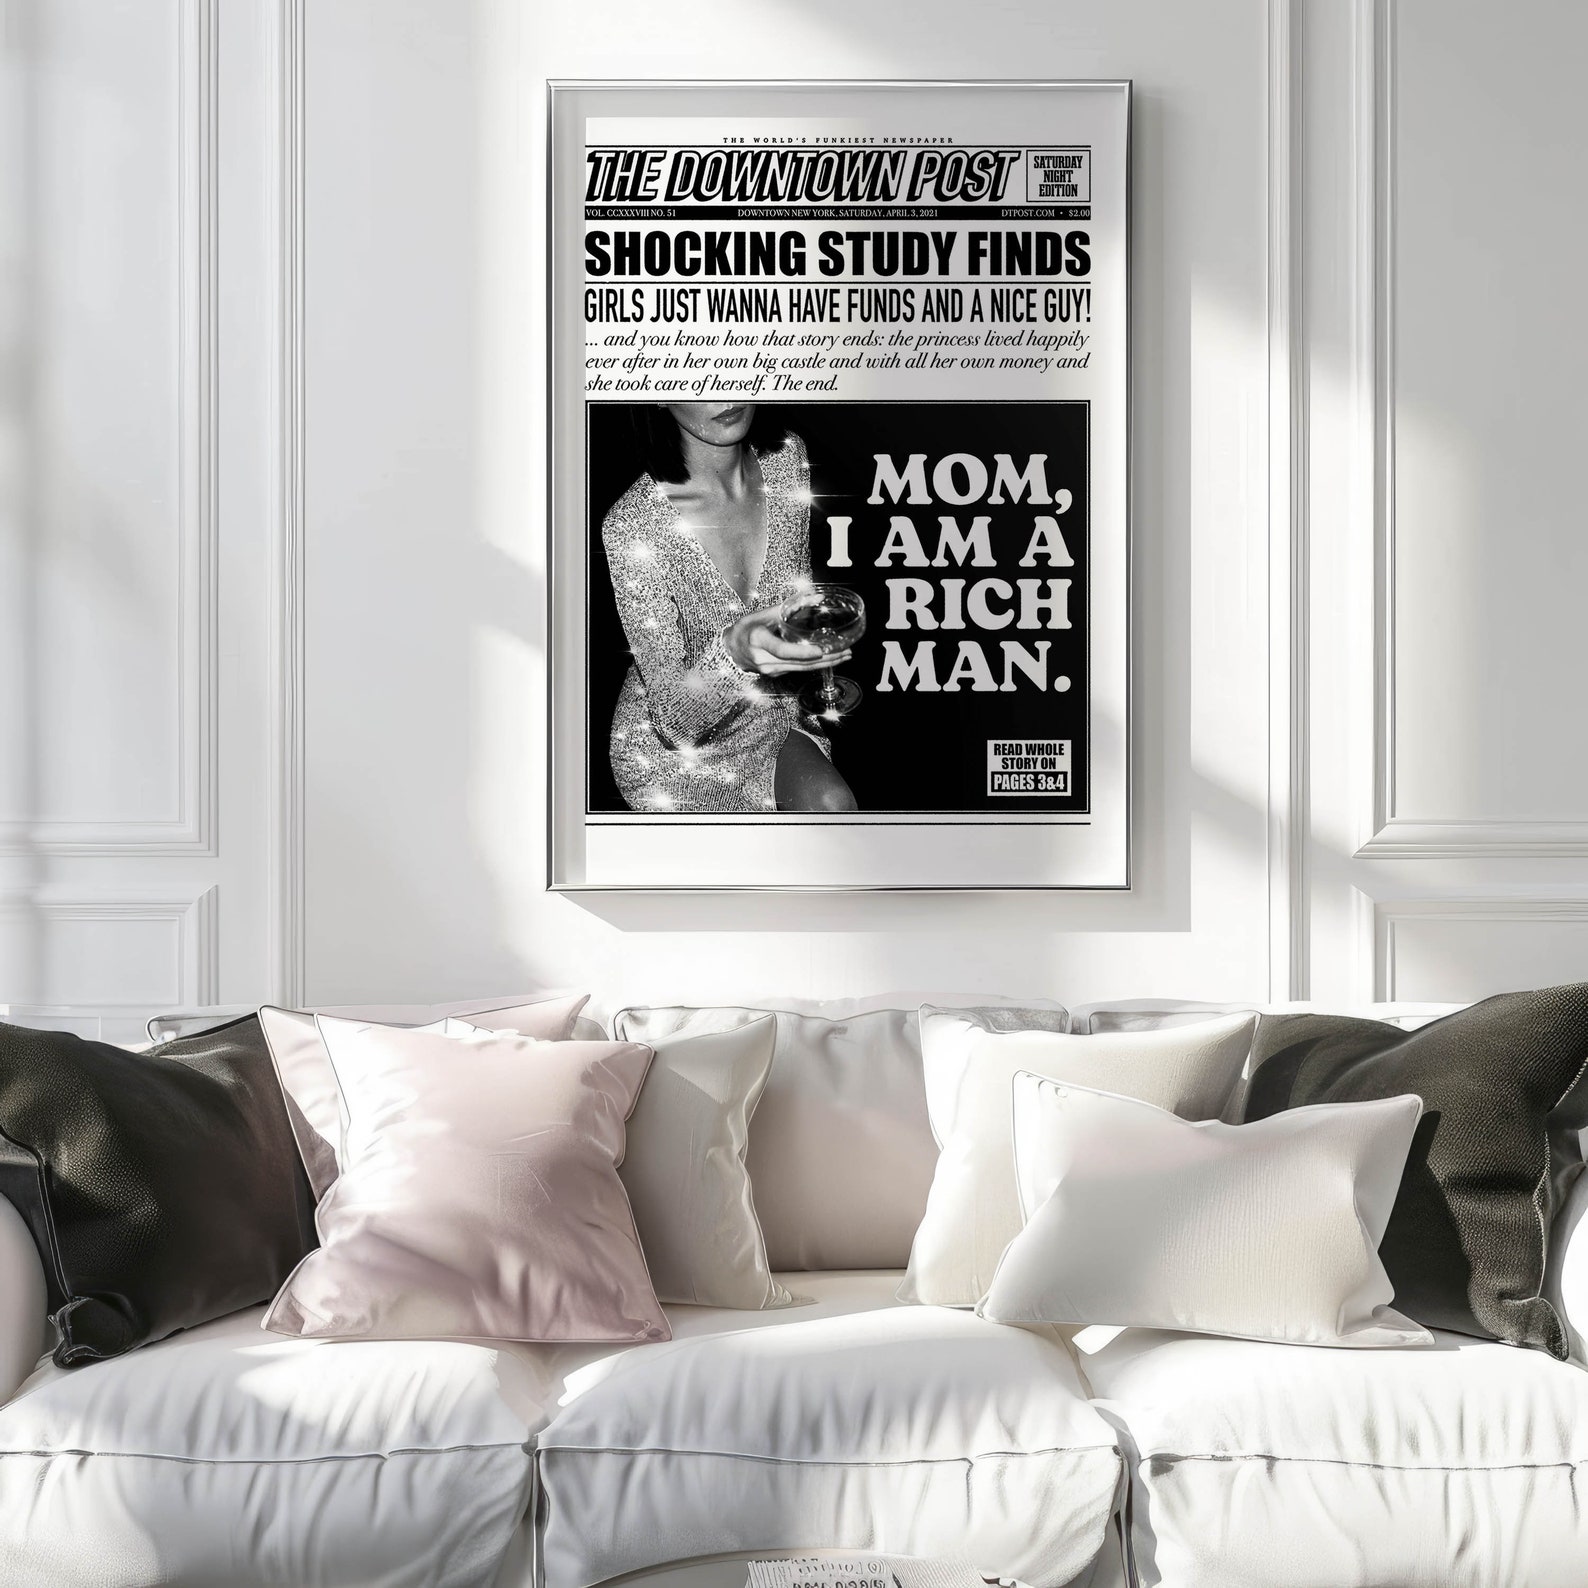 THE WORLD'S FUNKIEST NEWSPAPER
THE DOWNTOWN POST
SATURDAY
NIGHT
EDITION
VOL. CCXXXVIII NO. 51 DOWNTOWN NEW YORK, SATURDAY, APRIL 3, 2021 DTPOST.COM • $2.00
SHOCKING STUDY FINDS
GIRLS JUST WANNA HAVE FUNDS AND A NICE GUY!
... and you know how that story ends: the princess lived happily
ever after in her own big castle and with all her own money and
she took care of herself. The end.
MOM,
I AM A
RICH
MAN.
READ WHOLE
STORY ON
PAGES 3&4